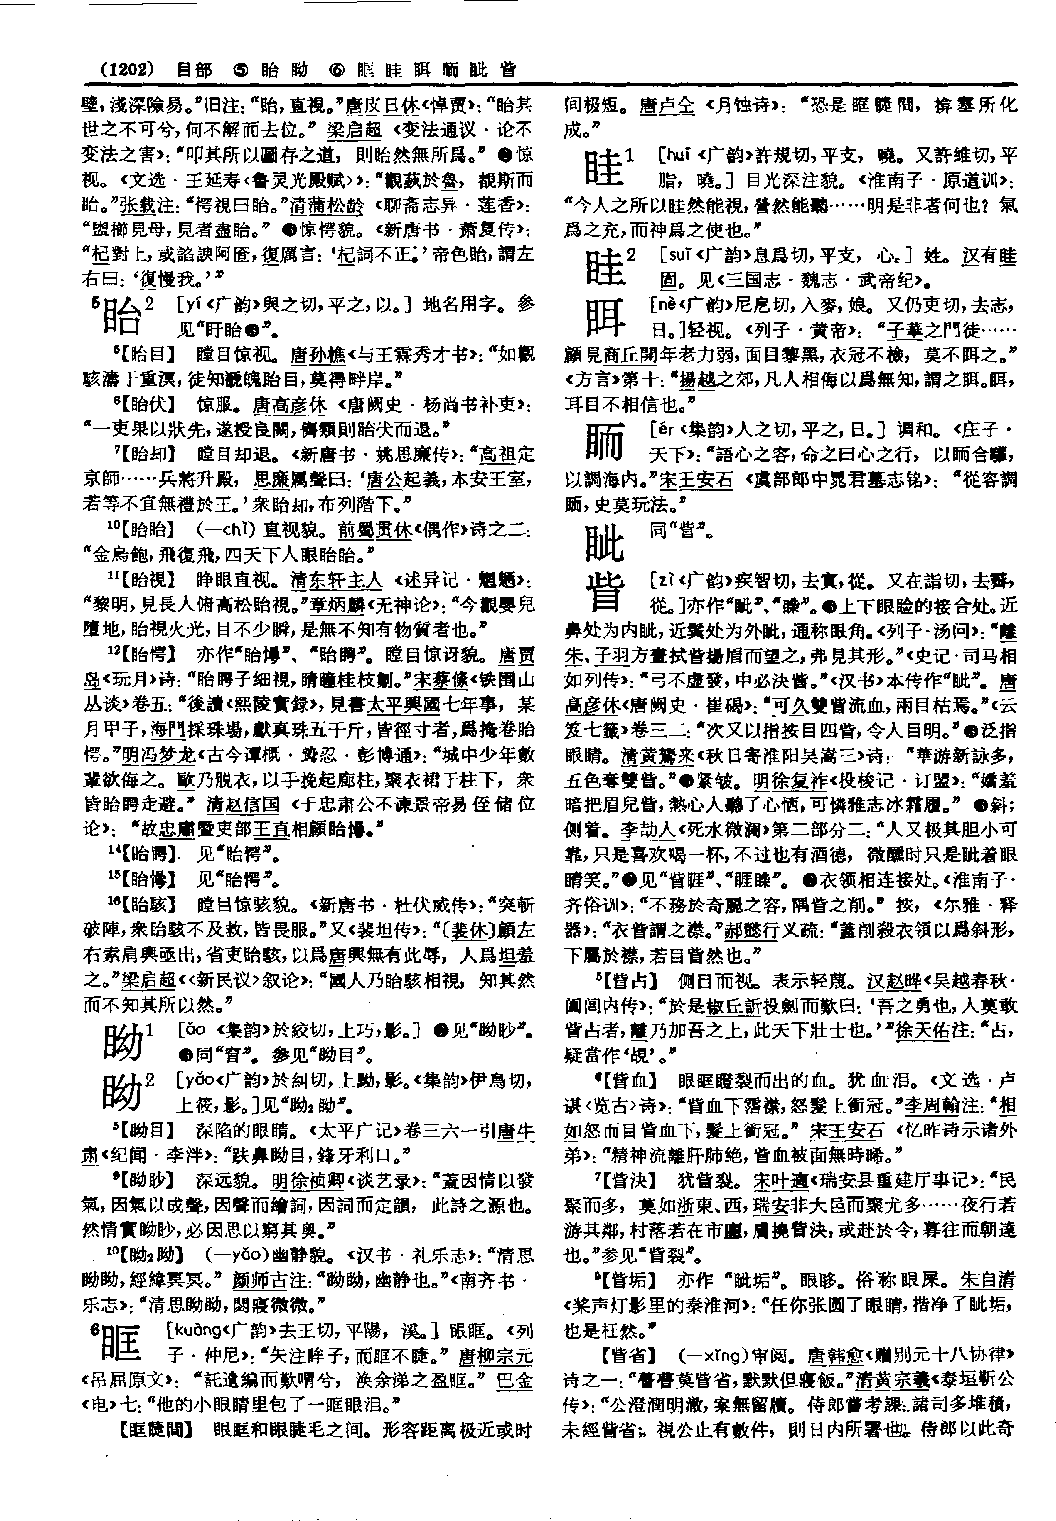 (1202) 目部 ⑤ 眙 眑 ⑥ 眶 眭 眲 眲 眦 眥
壁，淺深險易。”旧注：“眙，直視。”唐皮日休《悼贾》：“眙其
世之不可兮，何不解而去位。”梁启超《变法通议·论不
变法之害》：“叩其所以圖存之道，則眙然無所爲。”❷惊
视。《文选·王延寿〈鲁灵光殿赋〉》：“觀蓺於魯，覩斯而
眙。”张载注：“愕視曰眙。”清蒲松龄《聊斋志异·莲香》：
“盥櫛見母，見者盡眙。”❸惊愕貌。《新唐书·萧复传》：
“杞對上，或諂諛阿匼，復厲言：‘杞詞不正。’帝色眙，謂左
右曰：‘復慢我。’”
5眙2 [yí《广韵》與之切，平之，以。] 地名用字。参
见“盱眙❸”。
5【眙目】 瞠目惊视。唐孙樵《与王霖秀才书》：“如觀
駭濤于重溟，徒知褫魄眙目，莫得畔岸。”
6【眙伏】 惊服。唐高彦休《唐阙史·杨尚书补吏》：
“一吏果以狀先，遂授良闕，儕類則眙伏而退。”
7【眙却】 瞠目却退。《新唐书·姚思廉传》：“高祖定
京師……兵將升殿，思廉厲聲曰：‘唐公起義，本安王室，
若等不宜無禮於王。’衆眙却，布列階下。”
10【眙眙】 (—chì) 直视貌。前蜀贯休《偶作》诗之二：
“金烏飽，飛復飛，四天下人眼眙眙。”
11【眙視】 睁眼直视。清东轩主人《述异记·魍魉》：
“黎明，見長人俯高松眙視。”章炳麟《无神论》：“今觀嬰兒
墮地，眙視火光，目不少瞬，是無不知有物質者也。”
12【眙愕】 亦作“眙㦍”、“眙䁷”。瞠目惊讶貌。唐贾
岛《玩月》诗：“眙愕子細視，睛瞳桂枝劖。”宋蔡絛《铁围山
丛谈》卷五：“後讀《熙陵實錄》，見書太平興國七年事，某
月甲子，海門採珠場，獻真珠五千斤，皆徑寸者，爲掩卷眙
愕。”明冯梦龙《古今谭概·鸷忍·彭博通》：“城中少年數
輩欲侮之。歐乃脱衣，以手挽起廊柱，褽衣裙于柱下，衆
皆眙愕走避。”清赵信国《于忠肃公不谏景帝易侄储位
论》：“故忠肅暨吏部王直相顧眙㦍。”
14【眙䁷】 见“眙愕”。
15【眙㦍】 见“眙愕”。
16【眙駭】 瞠目惊骇貌。《新唐书·杜伏威传》：“突斬
破陣，衆眙駭不及救，皆畏服。”又《裴坦传》：“〔裴休〕顧左
右索肩輿亟出，省吏眙駭，以爲唐興無有此辱，人爲坦羞
之。”梁启超《〈新民议〉叙论》：“國人乃眙駭相視，知其然
而不知其所以然。”
眑1 [ǎo《集韵》於絞切，上巧，影。] ❶见“眑眇”。
❷同“窅”。参见“眑目”。
眑2 [yǎo《广韵》於糾切，上黝，影。《集韵》伊鳥切，
上筱，影。]见“眑2眑”。
5【眑目】 深陷的眼睛。《太平广记》卷三六一引唐牛
肃《纪闻·李泮》：“趺鼻眑目，鋒牙利口。”
9【眑眇】 深远貌。明徐祯卿《谈艺录》：“蓋因情以發
氣，因氣以成聲，因聲而繪詞，因詞而定韻，此詩之源也。
然情實眑眇，必因思以窮其奥。”
10【眑2眑】 (—yǎo)幽静貌。《汉书·礼乐志》：“清思
眑眑，經緯冥冥。”颜师古注：“眑眑，幽静也。”《南齐书·
乐志》：“清思眑眑，閟寢微微。”
6眶 [kuàng《广韵》去王切，平陽，溪。] 眼眶。《列
子·仲尼》：“矢注眸子，而眶不睫。”唐柳宗元
《吊屈原文》：“託遺編而歎喟兮，渙余涕之盈眶。”巴金
《电》七：“他的小眼睛里包了一眶眼泪。”
【眶睫間】 眼眶和眼睫毛之间。形容距离极近或时
间极短。唐卢仝《月蚀诗》：“恐是眶睫間，揜塞所化
成。”
眭1 [huī《广韵》許規切，平支，曉。又許維切，平
脂，曉。] 目光深注貌。《淮南子·原道训》：
“今人之所以眭然能視，䁝然能聽……明是非者何也？氣
爲之充，而神爲之使也。”
眭2 [suī《广韵》息爲切，平支，心。] 姓。汉有眭
固。见《三国志·魏志·武帝纪》。
眲 [nè《广韵》尼戹切，入麥，娘。又仍吏切，去志，
日。]轻视。《列子·黄帝》：“子華之門徒……
顧見商丘開年老力弱，面目黎黑，衣冠不檢，莫不眲之。”
《方言》第十：“揚越之郊，凡人相侮以爲無知，謂之眲。眲，
耳目不相信也。”
聏 [ér《集韵》人之切，平之，日。] 调和。《庄子·
天下》：“語心之容，命之曰心之行，以聏合驩，
以調海内。”宋王安石《虞部郎中晁君墓志铭》：“從容調
聏，史莫玩法。”
眦 同“眥”。
眥 [zì《广韵》疾智切，去寘，從。又在詣切，去霽，
從。]亦作“眦”、“睽”。❶上下眼睑的接合处。近
鼻处为内眦，近鬓处为外眦，通称眼角。《列子·汤问》：“離
朱、子羽方晝拭眥揚眉而望之，弗見其形。”《史记·司马相
如列传》：“弓不虚發，中必決眥。”《汉书》本传作“眦”。唐
高彦休《唐阙史·崔碣》：“可久雙眥流血，兩目枯焉。”《云
笈七籤》卷三二：“次又以指按目四眥，令人目明。”❷泛指
眼睛。清黄鷟来《秋日寄淮阳吴嵩三》诗：“華游新詠多，
五色奪雙眥。”❸紧皱。明徐复祚《投梭记·订盟》：“嬌羞
暗把眉兒眥，熱心人聽了心恓，可憐雅志冰霜履。”❹斜；
侧着。李劼人《死水微澜》第二部分二：“人又极其胆小可
靠，只是喜欢喝一杯，不过也有酒德，微醺时只是眦着眼
睛笑。”❺见“眥睚”、“睚睽”。❻衣领相连接处。《淮南子·
齐俗训》：“不務於奇麗之容，隅眥之削。”按，《尔雅·释
器》：“衣眥謂之襟。”郝懿行义疏：“蓋削殺衣領以爲斜形，
下屬於襟，若目眥然也。”
5【眥占】 侧目而视。表示轻蔑。汉赵晔《吴越春秋·
阖闾内传》：“於是椒丘訢投劍而歎曰：‘吾之勇也，人莫敢
眥占者，離乃加吾之上，此天下壯士也。’”徐天佑注：“占，
疑當作‘覘’。”
6【眥血】 眼眶瞪裂而出的血。犹血泪。《文选·卢
谌〈览古〉诗》：“眥血下霑襟，怒髮上衝冠。”李周翰注：“相
如怒而目眥血下，髮上衝冠。”宋王安石《忆昨诗示诸外
弟》：“精神流離肝肺絶，眥血被面無時晞。”
7【眥決】 犹眥裂。宋叶適《瑞安县重建厅事记》：“民
聚而多，莫如浙東、西，瑞安非大邑而聚尤多……夜行若
游其鄰，村落若在市廛，膚撓眥決，或赴於令，暮往而朝達
也。”参见“眥裂”。
9【眥垢】 亦作“眦垢”。眼眵。俗称眼屎。朱自清
《桨声灯影里的秦淮河》：“任你张圆了眼睛，揩净了眦垢，
也是枉然。”
【眥省】 (—xǐng)审阅。唐韩愈《赠别元十八协律》
诗之一：“瞢瞢莫眥省，默默但寢飯。”清黄宗羲《泰垣靳公
传》：“公澄潤明澈，案無留牘。侍郎嘗考課，諸司多堆積，
未經眥省；視公止有數件，則日内所署也。侍郎以此奇